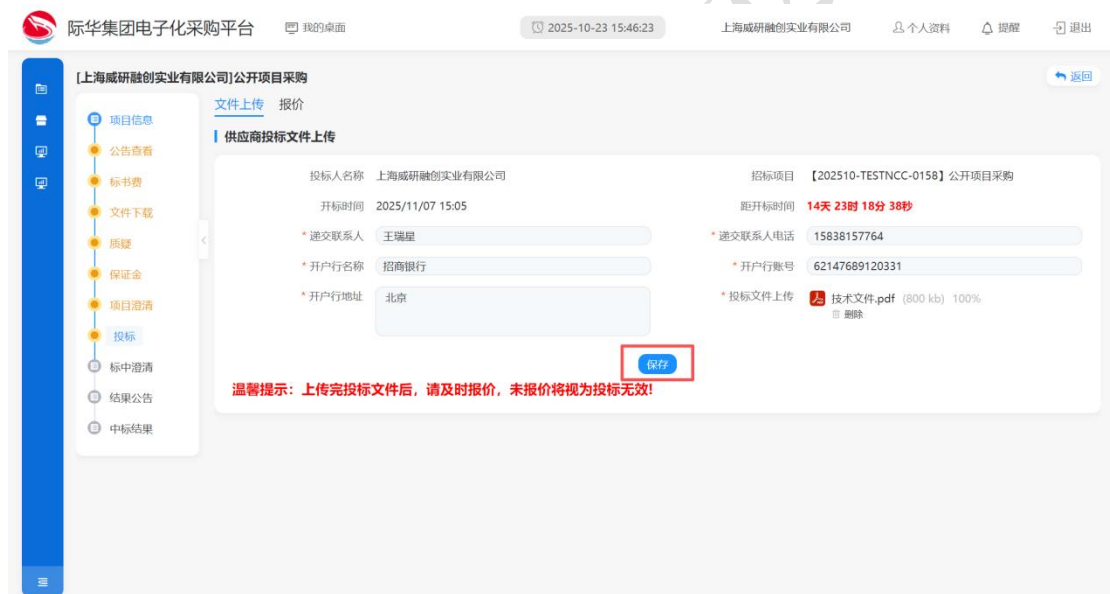 际华集团电子化采购平台 我的桌面 2025-10-23 15:46:23 上海威研融创实业有限公司 个人资料 提醒 退出
[上海威研融创实业有限公司]公开项目采购 返回
项目信息
公告查看
标书费
文件下载
质疑
保证金
项目澄清
投标
标中澄清
结果公告
中标结果
文件上传 报价
供应商投标文件上传
投标人名称 上海威研融创实业有限公司 招标项目 【202510-TESTNCC-0158】公开项目采购
开标时间 2025/11/07 15:05 距开标时间 14天 23时 18分 38秒
* 递交联系人 王瑞星 * 递交联系人电话 15838157764
* 开户行名称 招商银行 * 开户行账号 62147689120331
* 开户行地址 北京 * 投标文件上传 技术文件.pdf (800 kb) 100%
删除
保存
温馨提示：上传完投标文件后，请及时报价，未报价将视为投标无效!